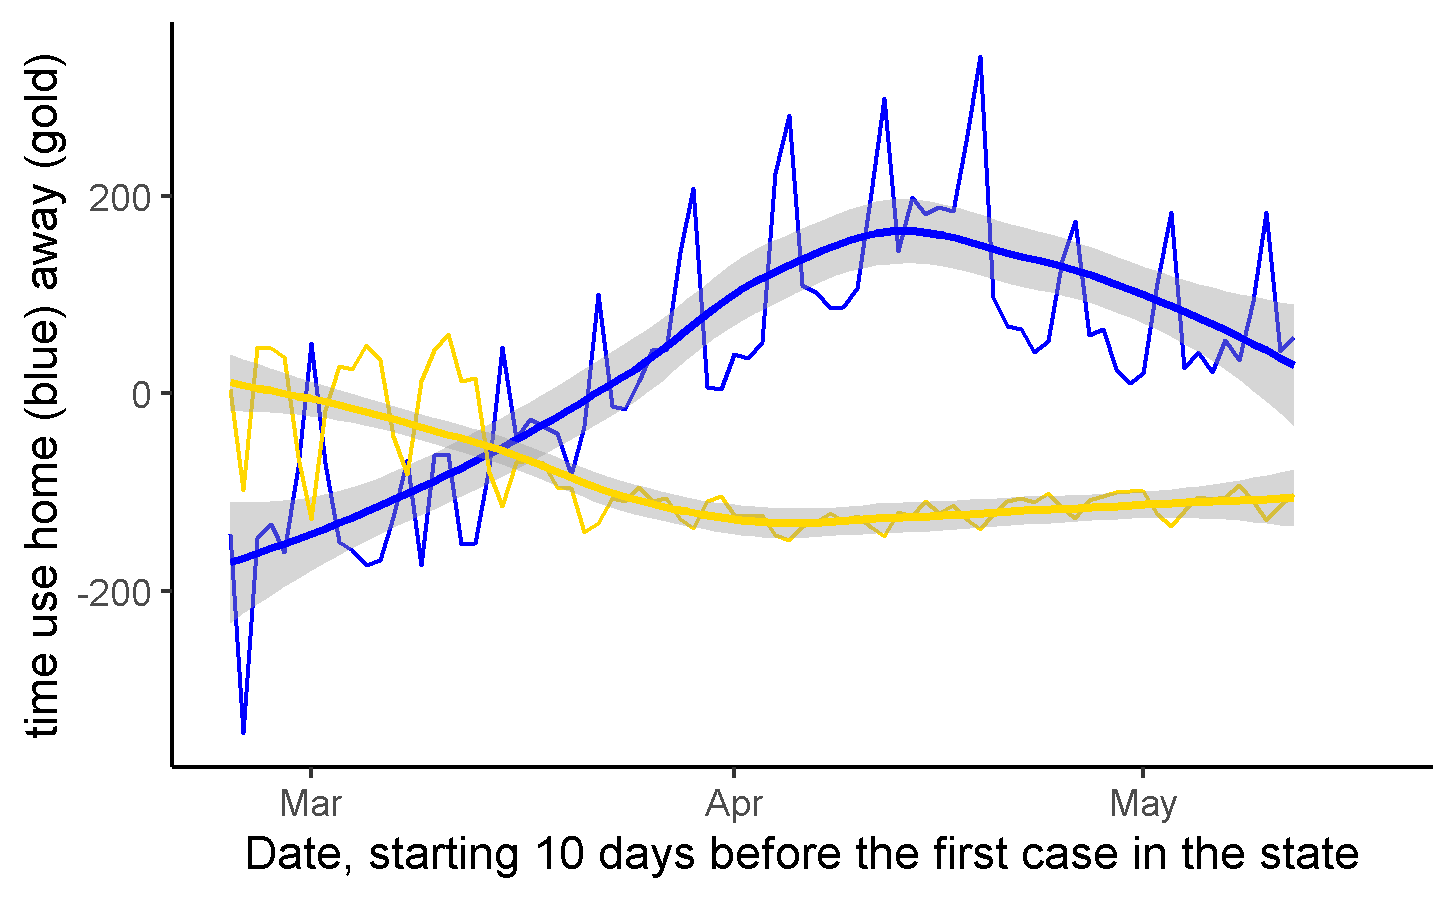 time use home (blue) away (gold)
200
0
-200
Mar
Apr
May
Date, starting 10 days before the first case in the state